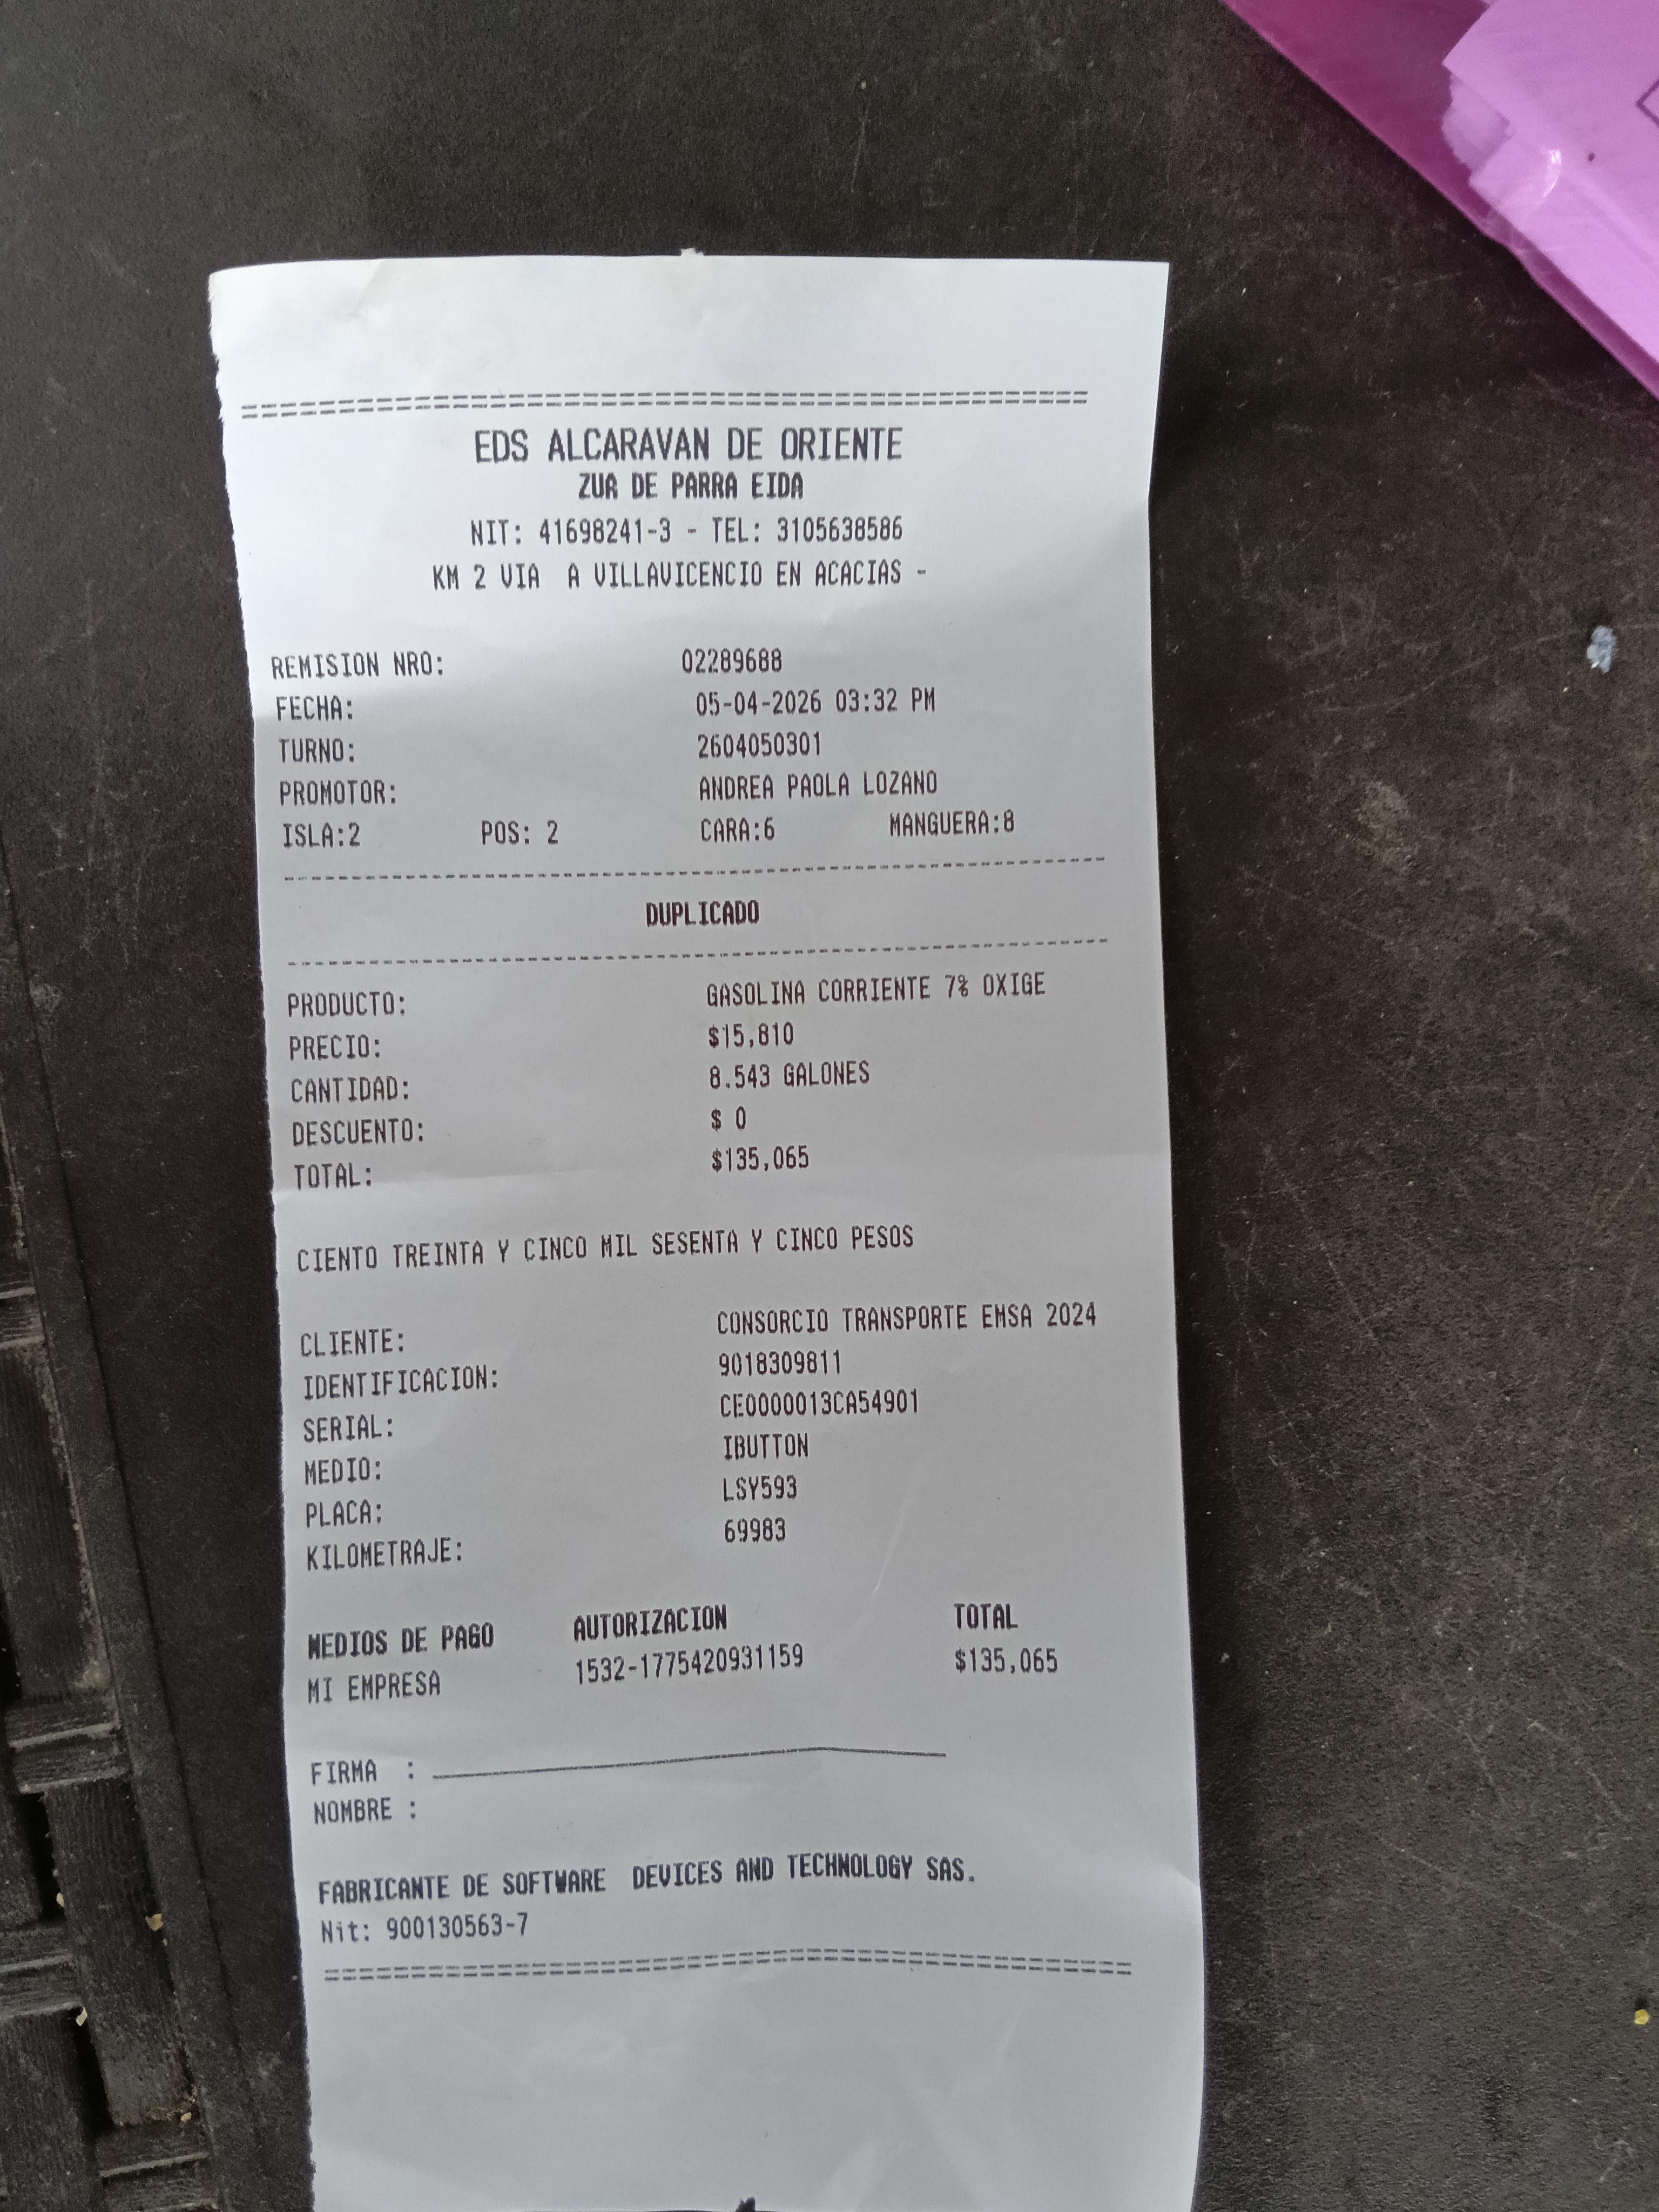 EDS ALCARAVAN DE ORIENTE
ZUA DE PARRA EIDA
NIT: 41698241-3 - TEL: 3105638586
KM 2 VIA  A VILLAVICENCIO EN ACACIAS -
REMISION NRO: 02289688
FECHA: 05-04-2026 03:32 PM
TURNO: 2604050301
PROMOTOR: ANDREA PAOLA LOZANO
ISLA:2 POS: 2 CARA:6 MANGUERA:8
DUPLICADO
PRODUCTO: GASOLINA CORRIENTE 7% OXIGE
PRECIO: $15,810
CANTIDAD: 8.543 GALONES
DESCUENTO: $ 0
TOTAL: $135,065
CIENTO TREINTA Y CINCO MIL SESENTA Y CINCO PESOS
CLIENTE: CONSORCIO TRANSPORTE EMSA 2024
IDENTIFICACION: 9018309811
SERIAL: CE0000013CA54901
MEDIO: IBUTTON
PLACA: LSY593
KILOMETRAJE: 69983
MEDIOS DE PAGO AUTORIZACION TOTAL
MI EMPRESA 1532-1775420931159 $135,065
FIRMA :
NOMBRE :
FABRICANTE DE SOFTWARE  DEVICES AND TECHNOLOGY SAS.
Nit: 900130563-7